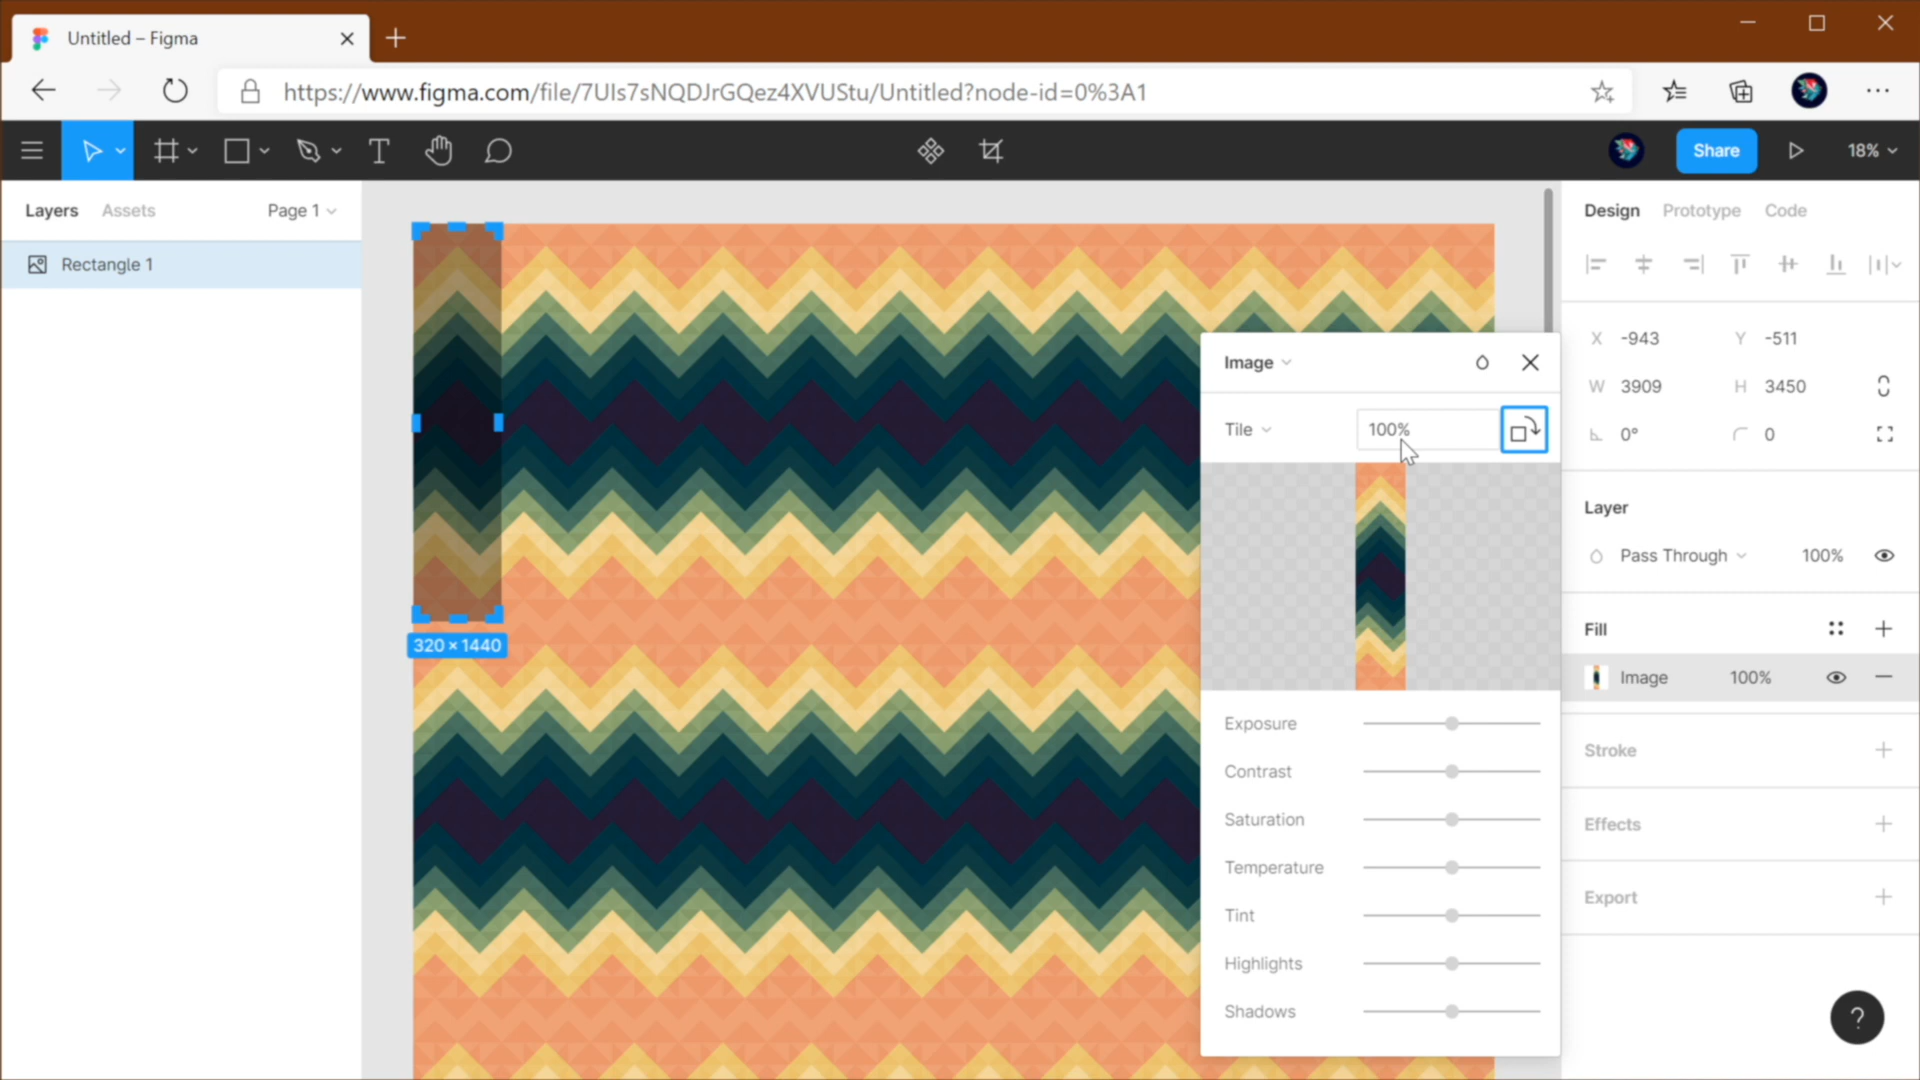 Untitled – Figma
https://www.figma.com/file/7UIs7sNQDJrGQez4XVUStu/Untitled?node-id=0%3A1
Share
18%
Layers
Assets
Page 1
Rectangle 1
320 × 1440
Image
Tile
100%
Exposure
Contrast
Saturation
Temperature
Tint
Highlights
Shadows
Design
Prototype
Code
X
-943
Y
-511
W
3909
H
3450
0°
0
Layer
Pass Through
100%
Fill
Image
100%
Stroke
Effects
Export
?